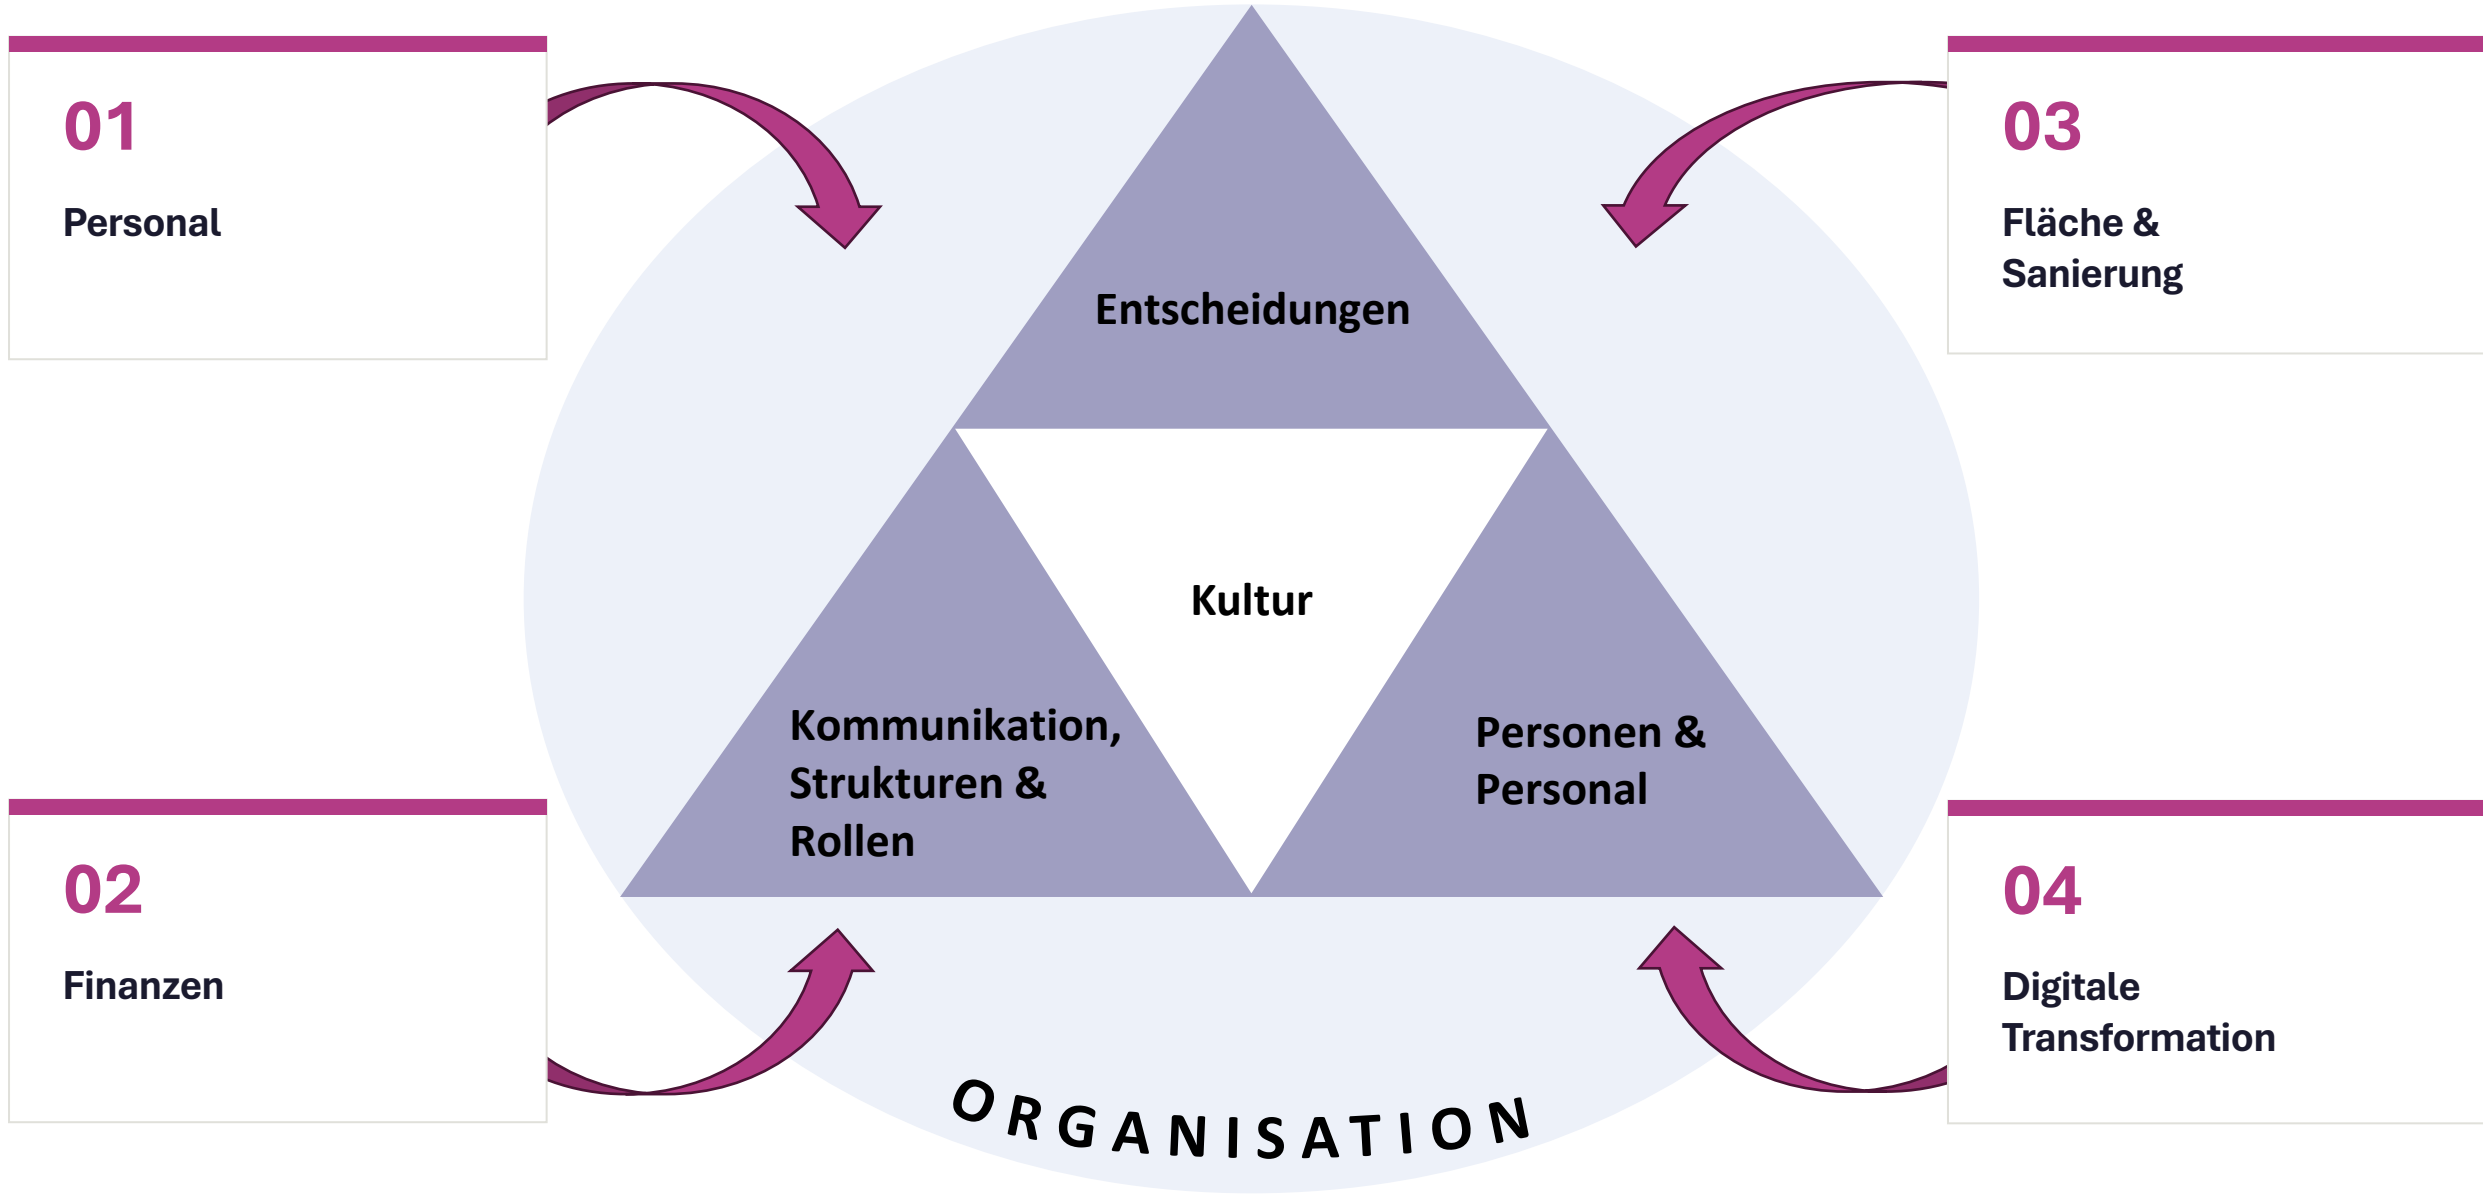 01
Personal
03
Fläche &
Sanierung
Entscheidungen
Kultur
Kommunikation,
Strukturen &
Rollen
Personen &
Personal
02
Finanzen
04
Digitale
Transformation
ORGANISATION